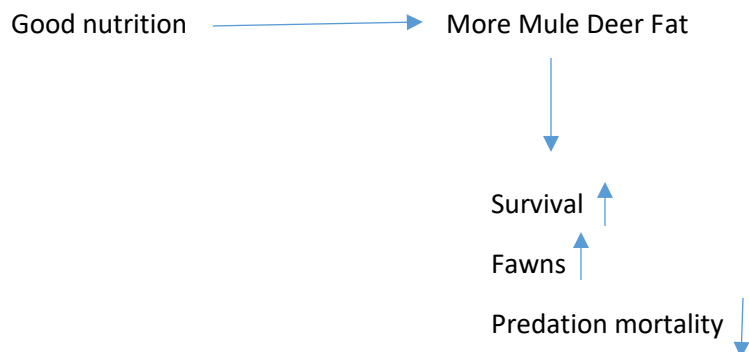 Good nutrition More Mule Deer Fat
Survival
Fawns
Predation mortality